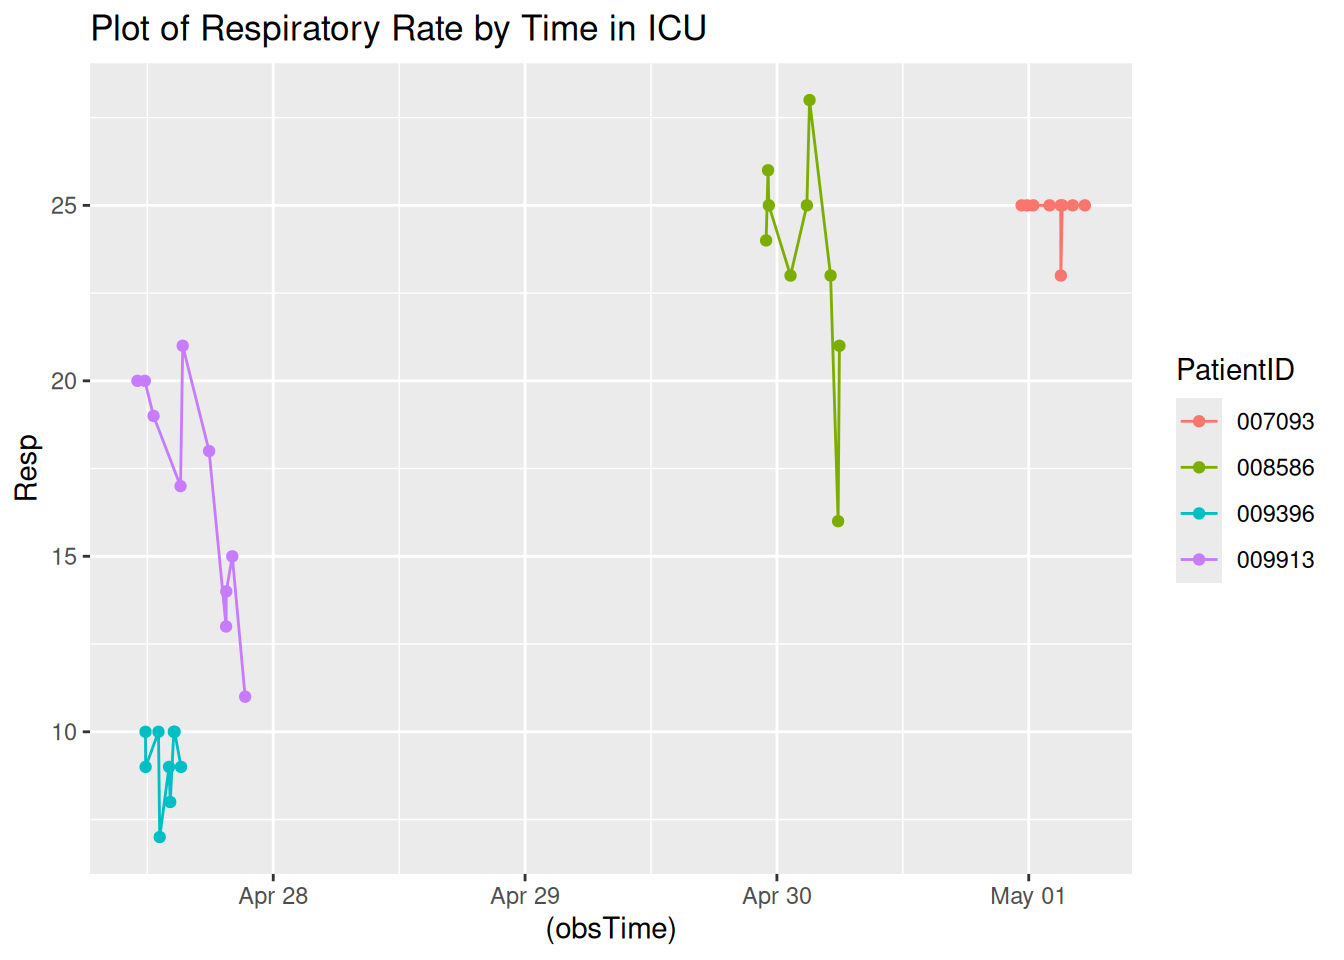 Plot of Respiratory Rate by Time in ICU
25
20
15
10
Resp
Apr 28
Apr 29
Apr 30
May 01
(obsTime)
PatientID
007093
008586
009396
009913